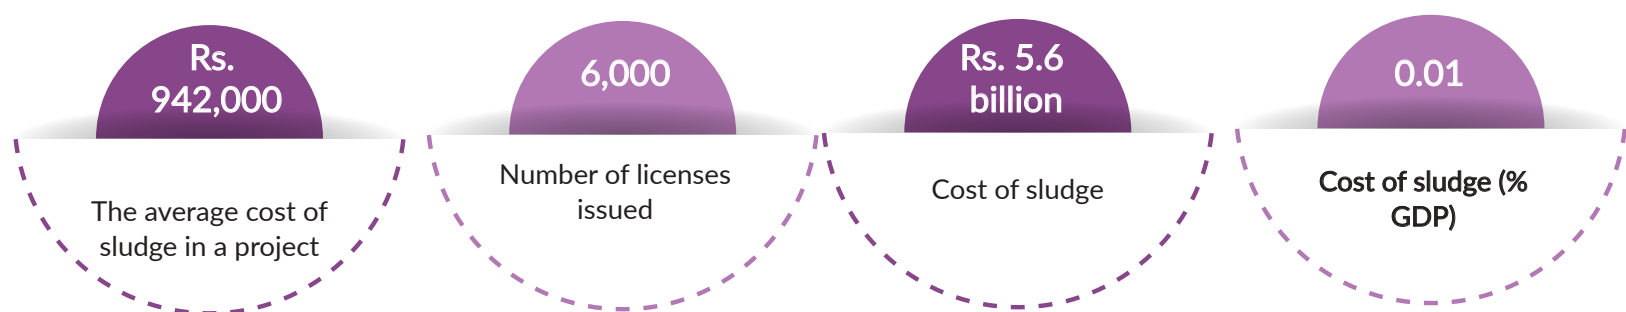 Rs.
942,000
The average cost of
sludge in a project
6,000
Number of licenses
issued
Rs. 5.6
billion
Cost of sludge
0.01
Cost of sludge (%
GDP)